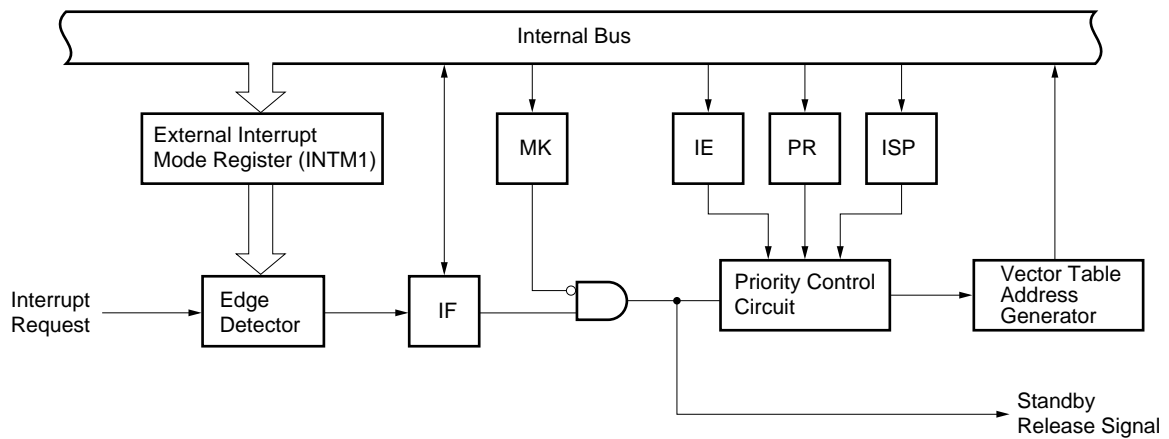 Internal Bus
External Interrupt
Mode Register (INTM1)
MK
IE
PR
ISP
Interrupt
Request
Edge
Detector
IF
Priority Control
Circuit
Vector Table
Address
Generator
Standby
Release Signal